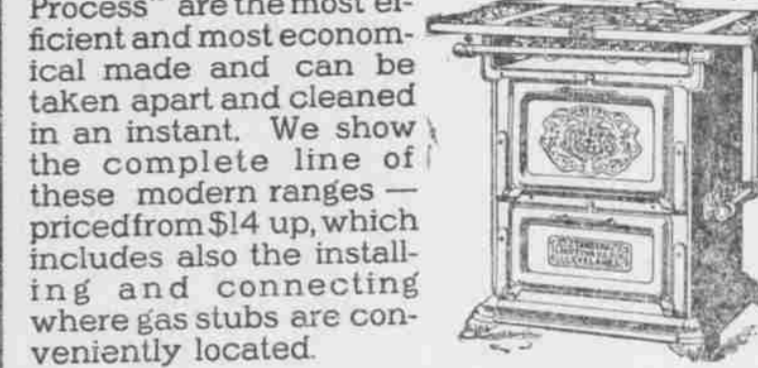 Process" are the most ef-
ficient and most econom-
ical made and can be
taken apart and cleaned
in an instant. We show
the complete line of
these modern ranges —
pricedfrom $14 up, which
includes also the install-
ing and connecting
where gas stubs are con-
veniently located.